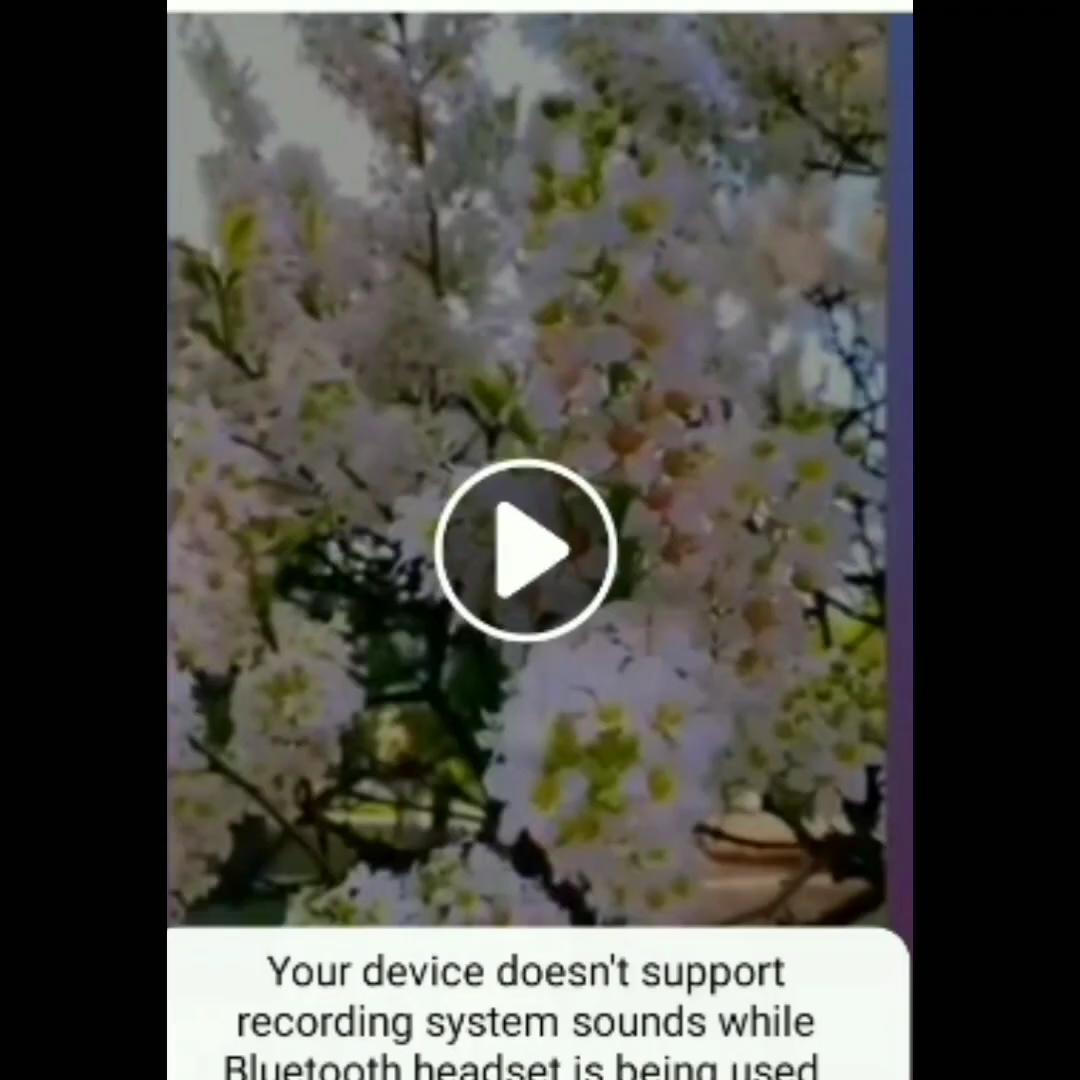 Your device doesn't support
recording system sounds while
Bluetooth headset is being used